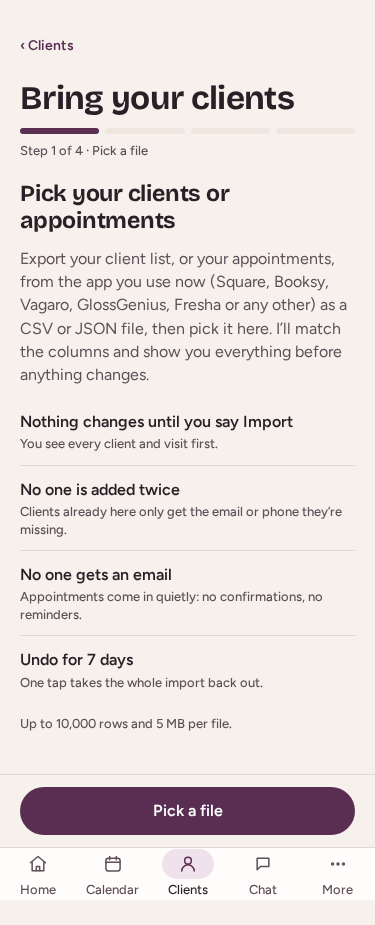 ‹ Clients
Bring your clients
Step 1 of 4 · Pick a file
Pick your clients or
appointments
Export your client list, or your appointments,
from the app you use now (Square, Booksy,
Vagaro, GlossGenius, Fresha or any other) as a
CSV or JSON file, then pick it here. I’ll match
the columns and show you everything before
anything changes.
Nothing changes until you say Import
You see every client and visit first.
No one is added twice
Clients already here only get the email or phone they’re
missing.
No one gets an email
Appointments come in quietly: no confirmations, no
reminders.
Undo for 7 days
One tap takes the whole import back out.
Up to 10,000 rows and 5 MB per file.
Pick a file
Home Calendar Clients Chat More